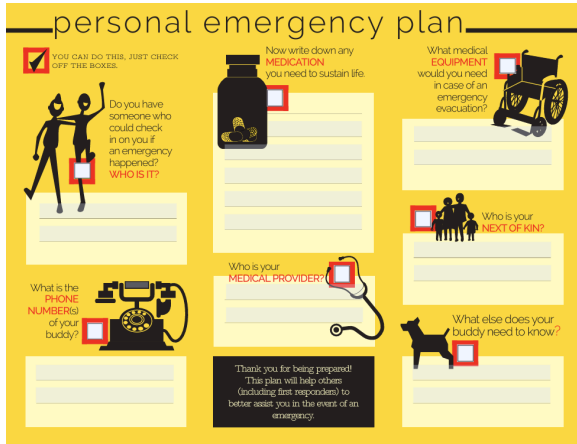 personal emergency plan
YOU CAN DO THIS, JUST CHECK
OFF THE BOXES.
Do you have
someone who
could check
in on you if
an emergency
happened?
WHO IS IT?
What is the
PHONE
NUMBER(s)
of your
buddy?
Now write down any
MEDICATION
you need to sustain life.
Who is your
MEDICAL PROVIDER?
Thank you for being prepared!
This plan will help others
(including first responders) to
better assist you in the event of an
emergency.
What medical
EQUIPMENT
would you need
in case of an
emergency
evacuation?
Who is your
NEXT OF KIN?
What else does your
buddy need to know?